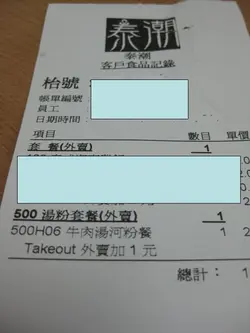 泰潮
泰潮
客戶食品記錄
枱號
帳單編號:
員工
日期時間:
項目 數目 單價
套餐(外賣) 1
500 湯粉套餐(外賣) 1
500H06 牛肉湯河粉餐 1 2
Takeout 外賣加 1 元
總計: 1